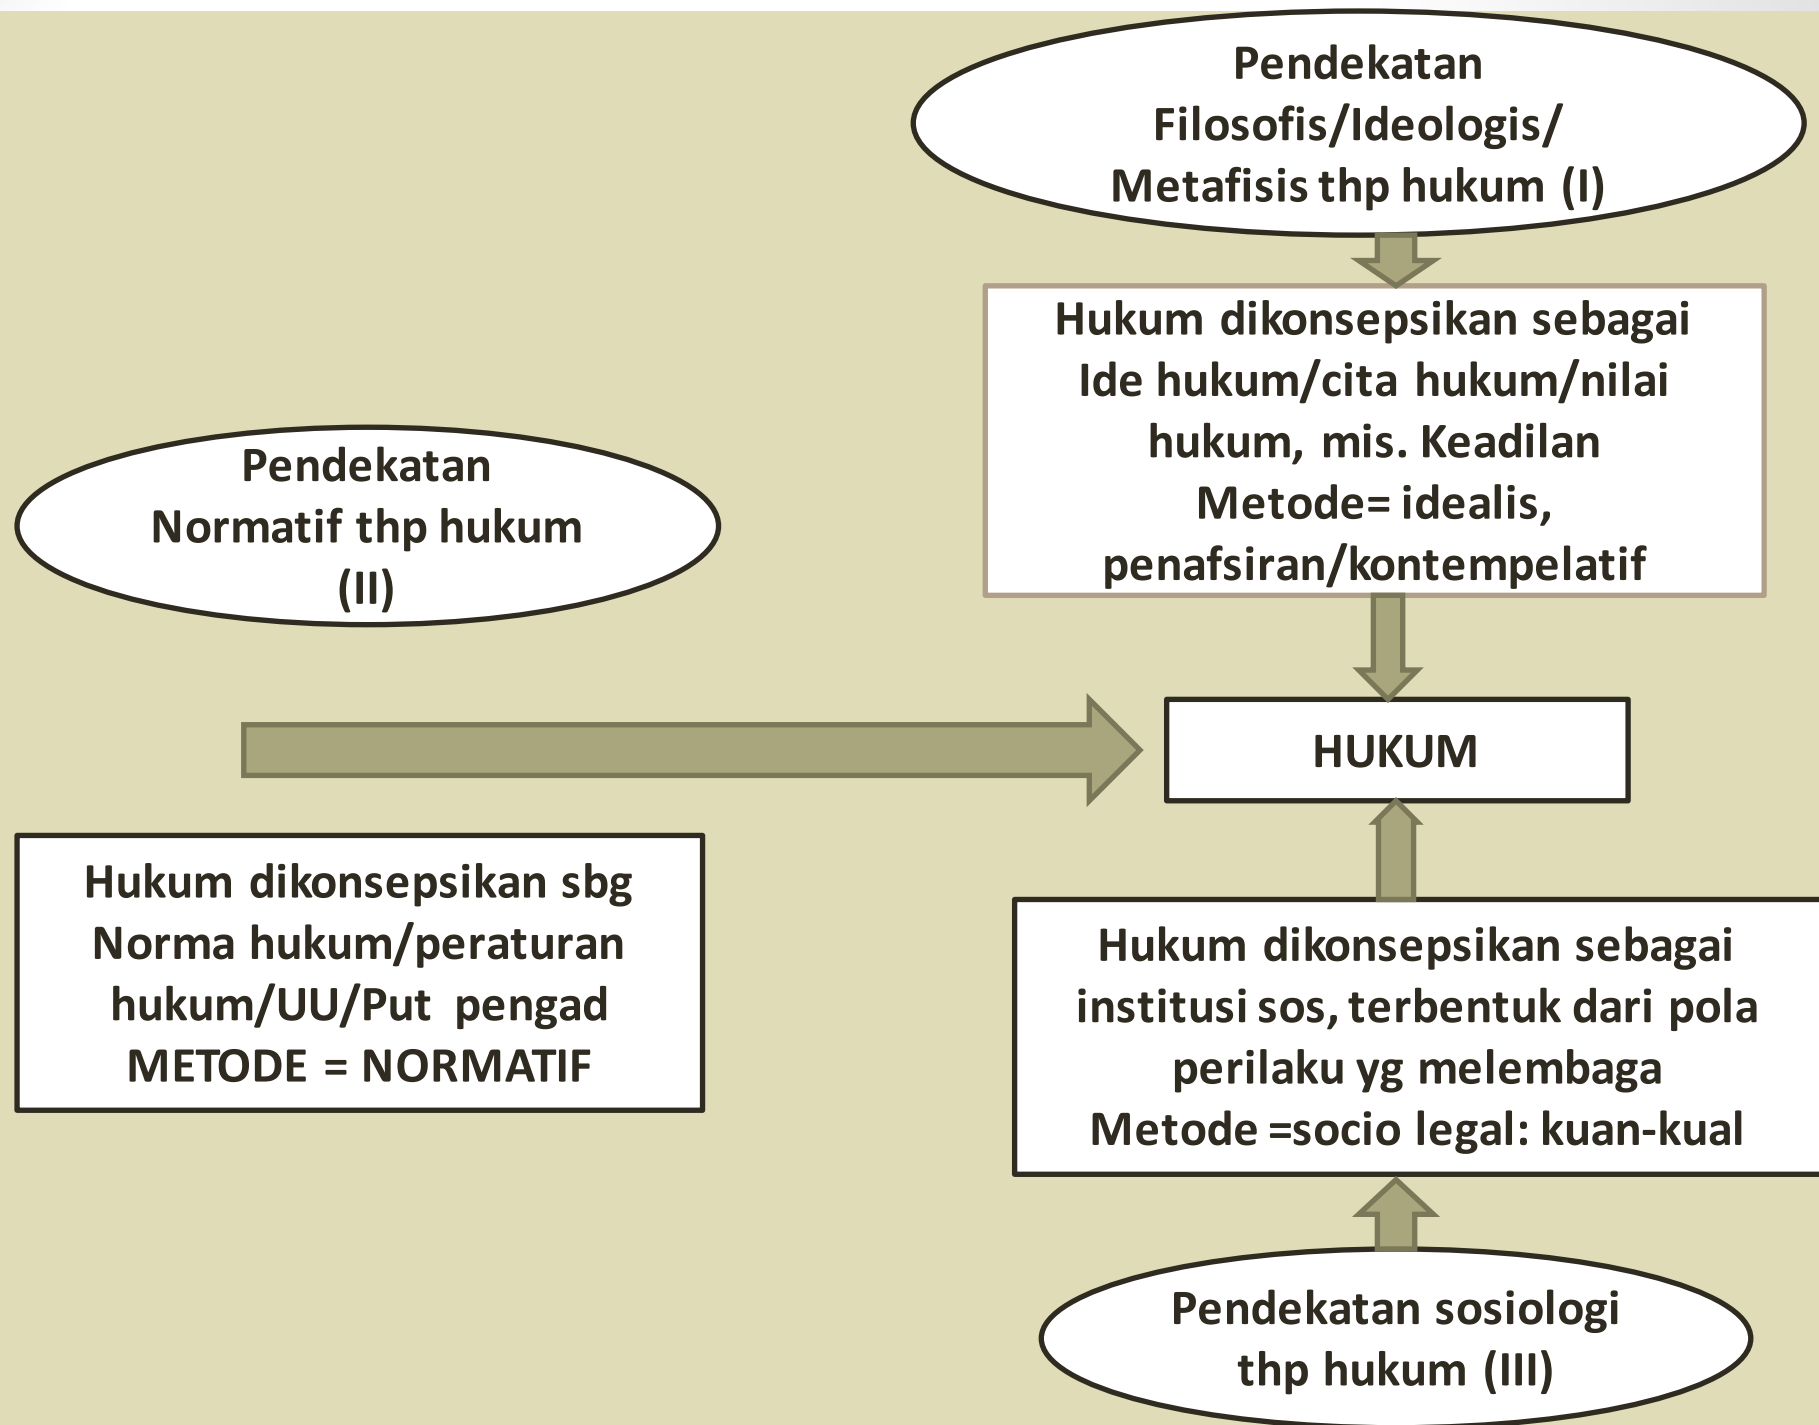 Pendekatan
Filosofis/Ideologis/
Metafisis thp hukum (I)
Hukum dikonsepsikan sebagai
Ide hukum/cita hukum/nilai
hukum, mis. Keadilan
Metode= idealis,
penafsiran/kontempelatif
Pendekatan
Normatif thp hukum
(II)
HUKUM
Hukum dikonsepsikan sbg
Norma hukum/peraturan
hukum/UU/Put pengad
METODE = NORMATIF
Hukum dikonsepsikan sebagai
institusi sos, terbentuk dari pola
perilaku yg melembaga
Metode =socio legal: kuan-kual
Pendekatan sosiologi
thp hukum (III)